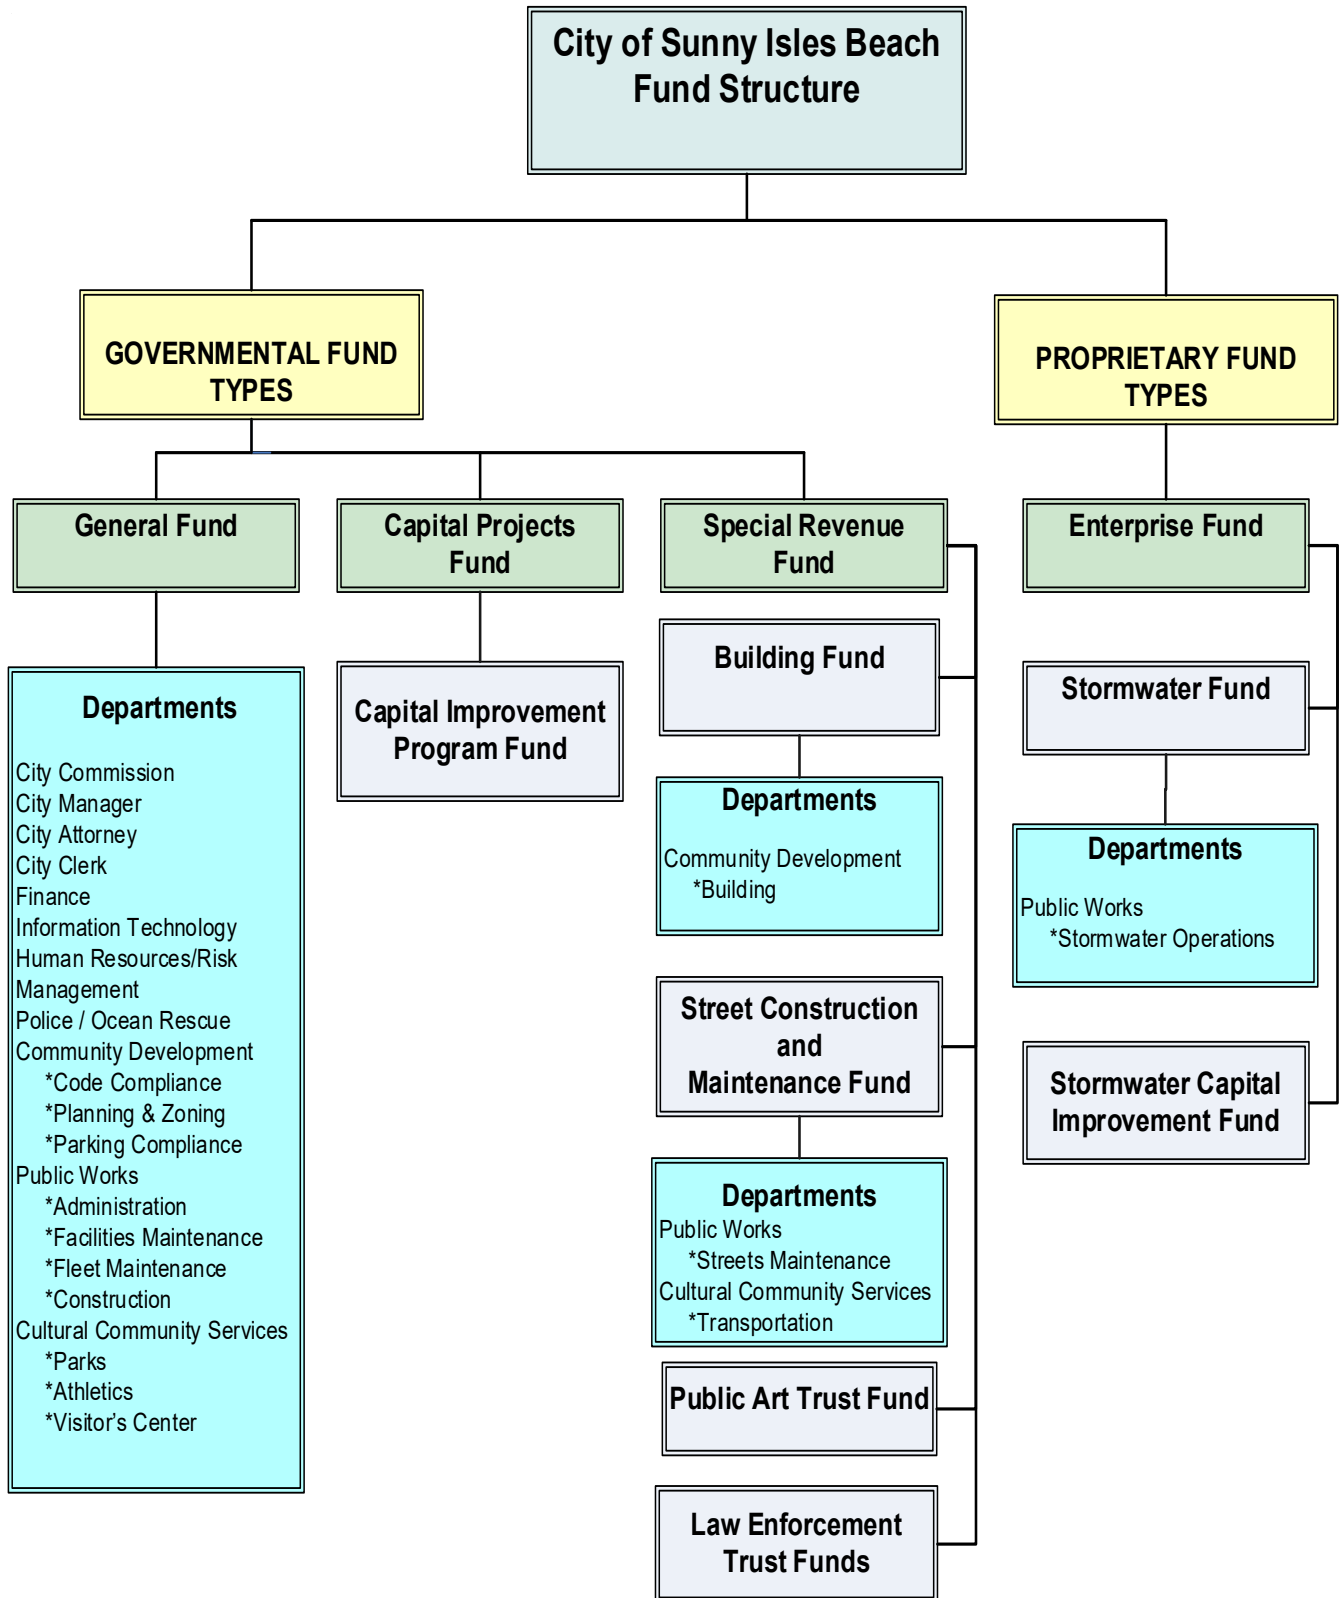 City of Sunny Isles Beach
Fund Structure
GOVERNMENTAL FUND
TYPES
PROPRIETARY FUND
TYPES
General Fund
Capital Projects
Fund
Special Revenue
Fund
Enterprise Fund
Departments
City Commission
City Manager
City Attorney
City Clerk
Finance
Information Technology
Human Resources/Risk
Management
Police / Ocean Rescue
Community Development
*Code Compliance
*Planning & Zoning
*Parking Compliance
Public Works
*Administration
*Facilities Maintenance
*Fleet Maintenance
*Construction
Cultural Community Services
*Parks
*Athletics
*Visitor's Center
Capital Improvement
Program Fund
Building Fund
Departments
Community Development
*Building
Street Construction
and
Maintenance Fund
Departments
Public Works
*Streets Maintenance
Cultural Community Services
*Transportation
Public Art Trust Fund
Law Enforcement
Trust Funds
Stormwater Fund
Departments
Public Works
*Stormwater Operations
Stormwater Capital
Improvement Fund